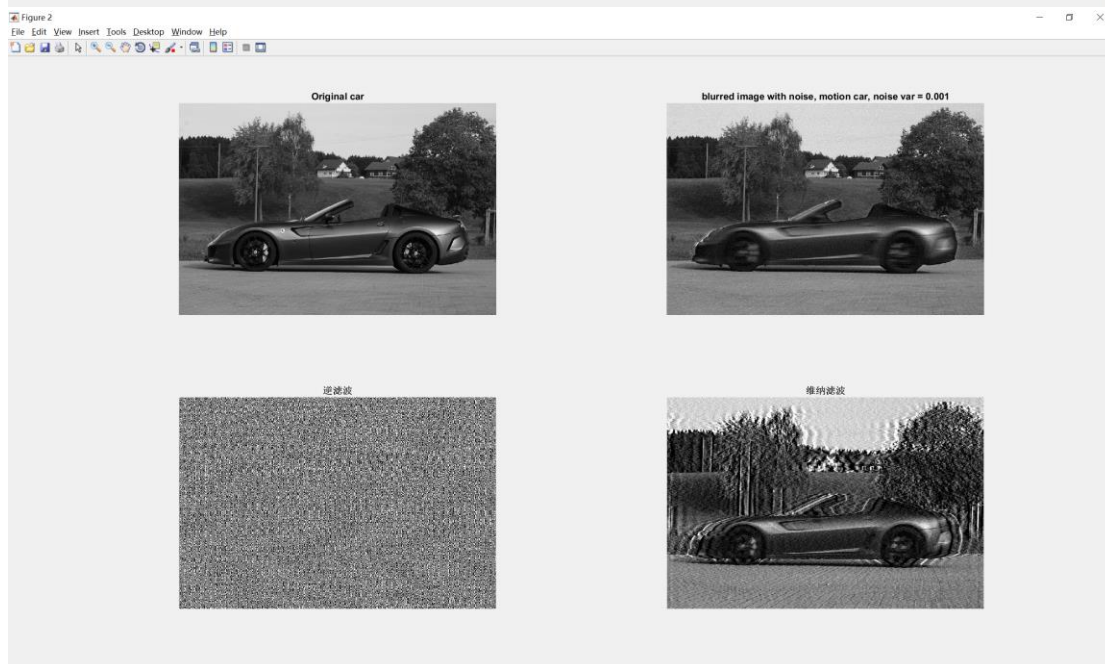 Figure 2
File Edit View Insert Tools Desktop Window Help
Original car
blurred image with noise, motion car, noise var = 0.001
逆滤波
维纳滤波